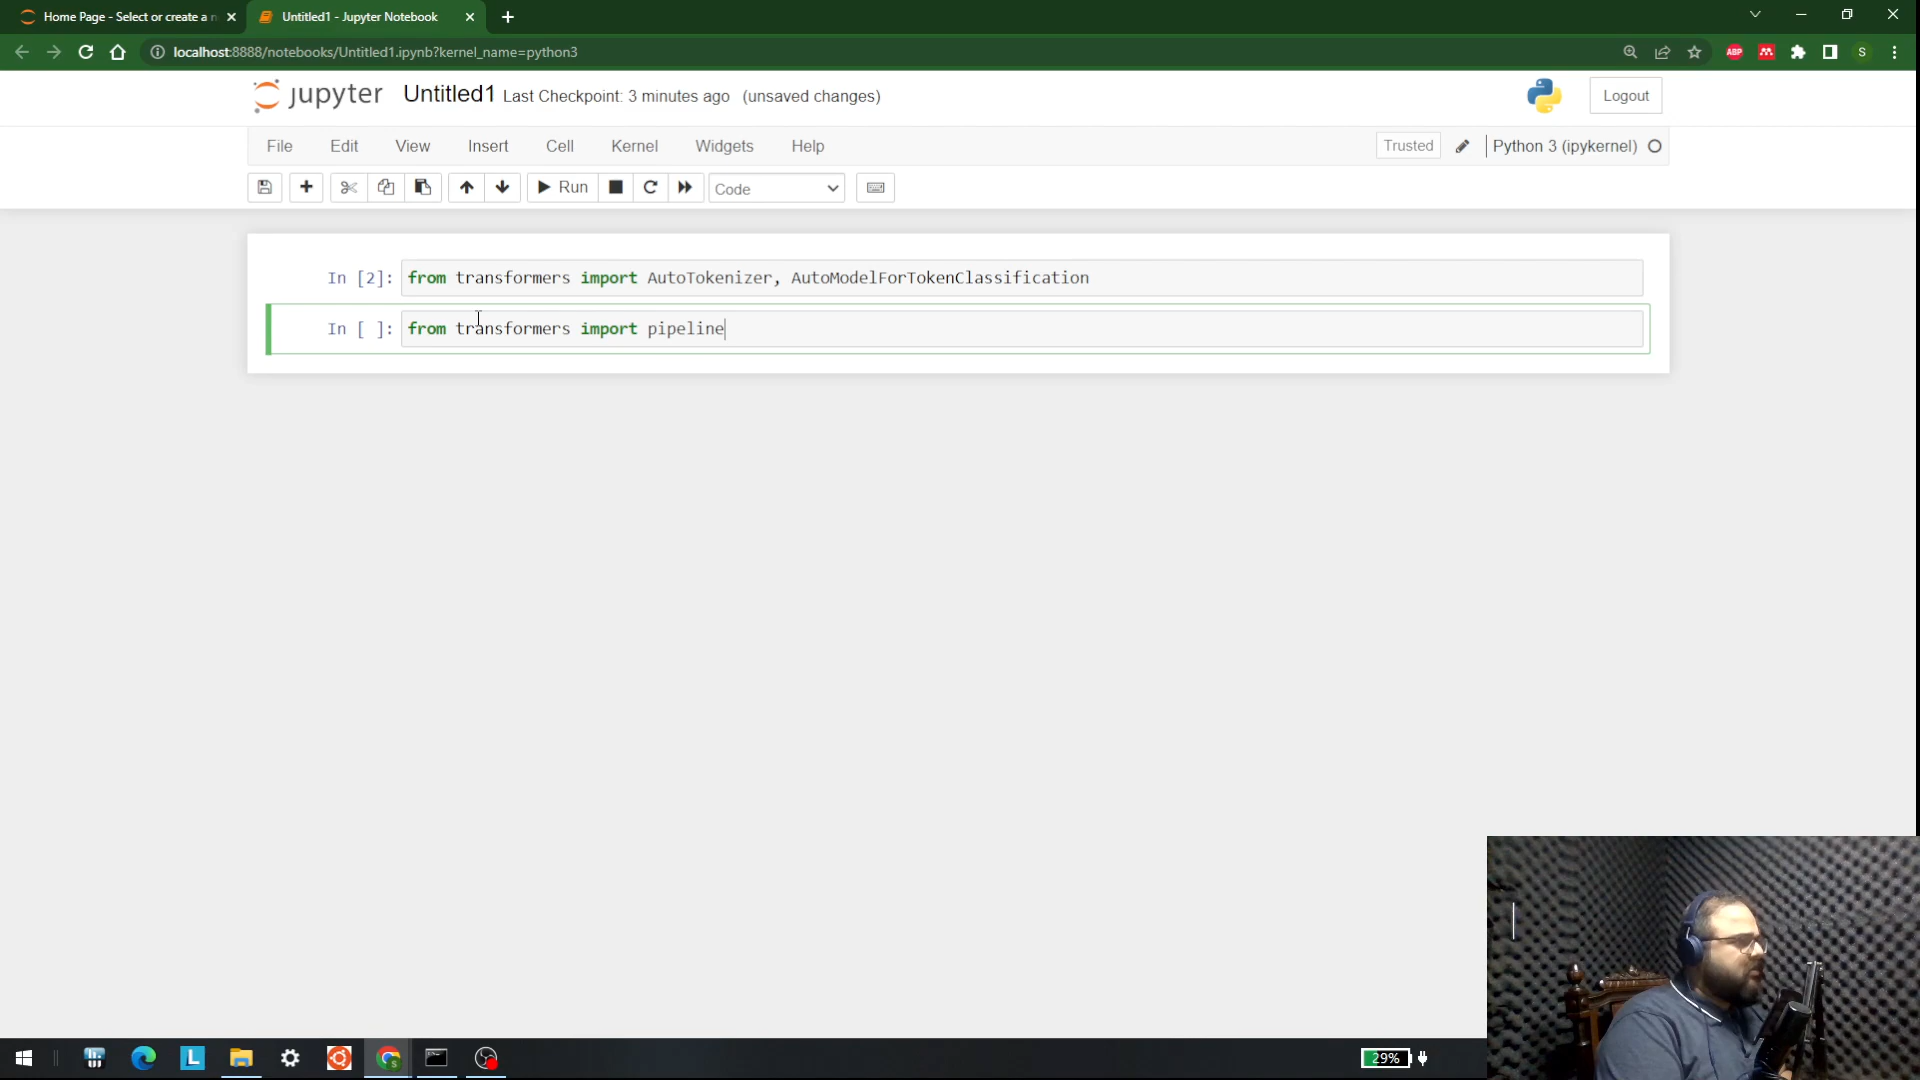 Home Page - Select or create a n
Untitled1 - Jupyter Notebook
localhost:8888/notebooks/Untitled1.ipynb?kernel_name=python3
ABP
S
jupyter Untitled1 Last Checkpoint: 3 minutes ago (unsaved changes)
Logout
File Edit View Insert Cell Kernel Widgets Help
Trusted
Python 3 (ipykernel)
Run
Code
In [2]: from transformers import AutoTokenizer, AutoModelForTokenClassification
In [ ]: from transformers import pipeline
L
29%